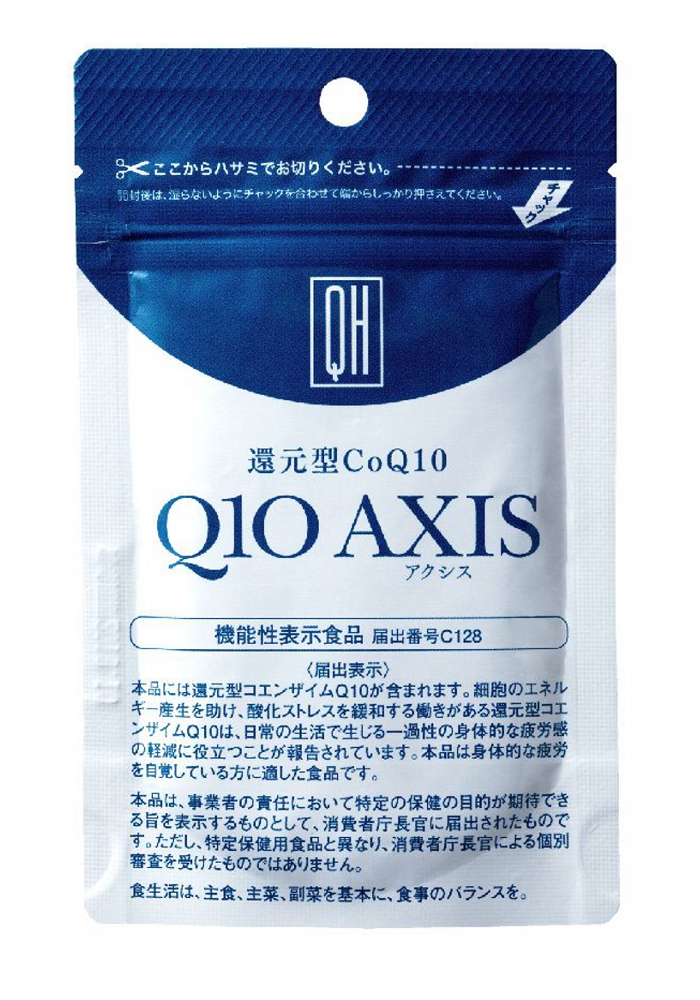 ここからハサミでお切りください。
開封後は、湿らないようにチャックを合わせて端からしっかり押さえてください。
チャック
QH
還元型CoQ10
Q10 AXIS
アクシス
機能性表示食品 届出番号C128
〈届出表示〉
本品には還元型コエンザイムQ10が含まれます。細胞のエネル
ギー産生を助け、酸化ストレスを緩和する働きがある還元型コエ
ンザイムQ10は、日常の生活で生じる一過性の身体的な疲労感
の軽減に役立つことが報告されています。本品は身体的な疲労
を自覚している方に適した食品です。
本品は、事業者の責任において特定の保健の目的が期待でき
る旨を表示するものとして、消費者庁長官に届出されたもので
す。ただし、特定保健用食品と異なり、消費者庁長官による個別
審査を受けたものではありません。
食生活は、主食、主菜、副菜を基本に、食事のバランスを。